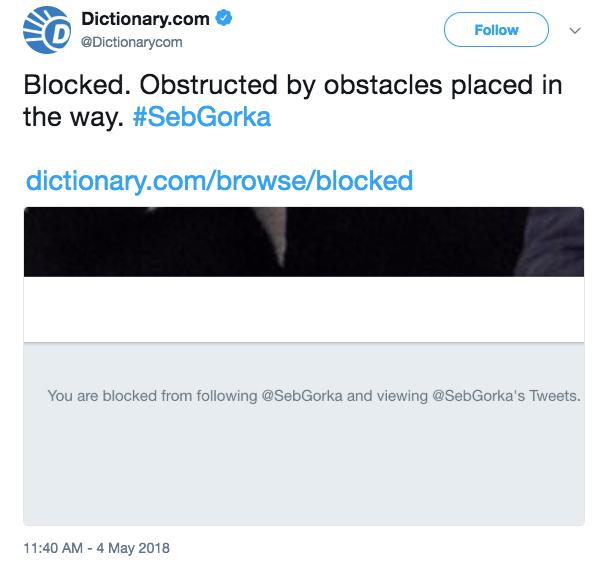 Dictionary.com
@Dictionarycom
Follow
Blocked. Obstructed by obstacles placed in
the way. #SebGorka
dictionary.com/browse/blocked
You are blocked from following @SebGorka and viewing @SebGorka's Tweets.
11:40 AM - 4 May 2018